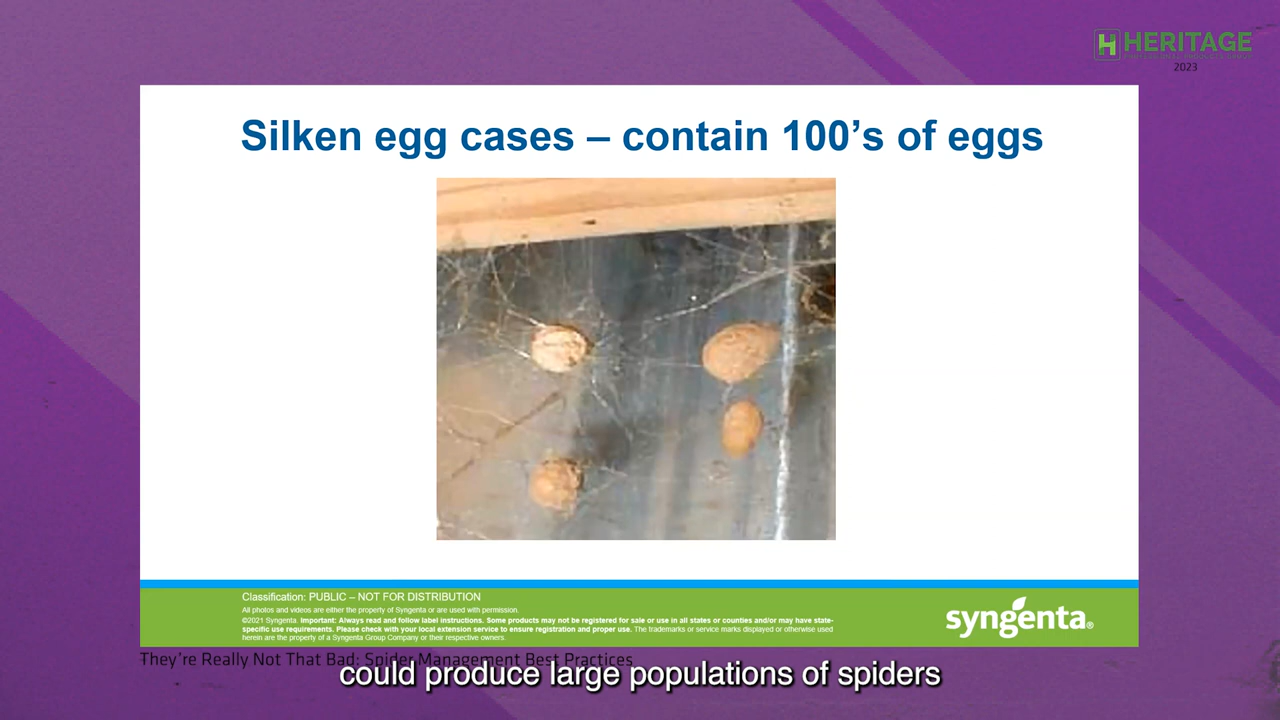 HERITAGE
2023
Silken egg cases – contain 100's of eggs
Classification: PUBLIC – NOT FOR DISTRIBUTION
All photos and videos are either the property of Syngenta or are used with permission.
©2021 Syngenta Important: Always read and follow label instructions. Some products may not be registered for sale or use in all states or counties and/or may have state-
specific use requirements. Please check with your local extension service to ensure registration and proper use. The trademarks or service marks displayed or otherwise used
herein are the property of a Syngenta Group Company or their respective owners.
syngenta®
They're Really Not That Bad: Spider Management Best Practices
could produce large populations of spiders